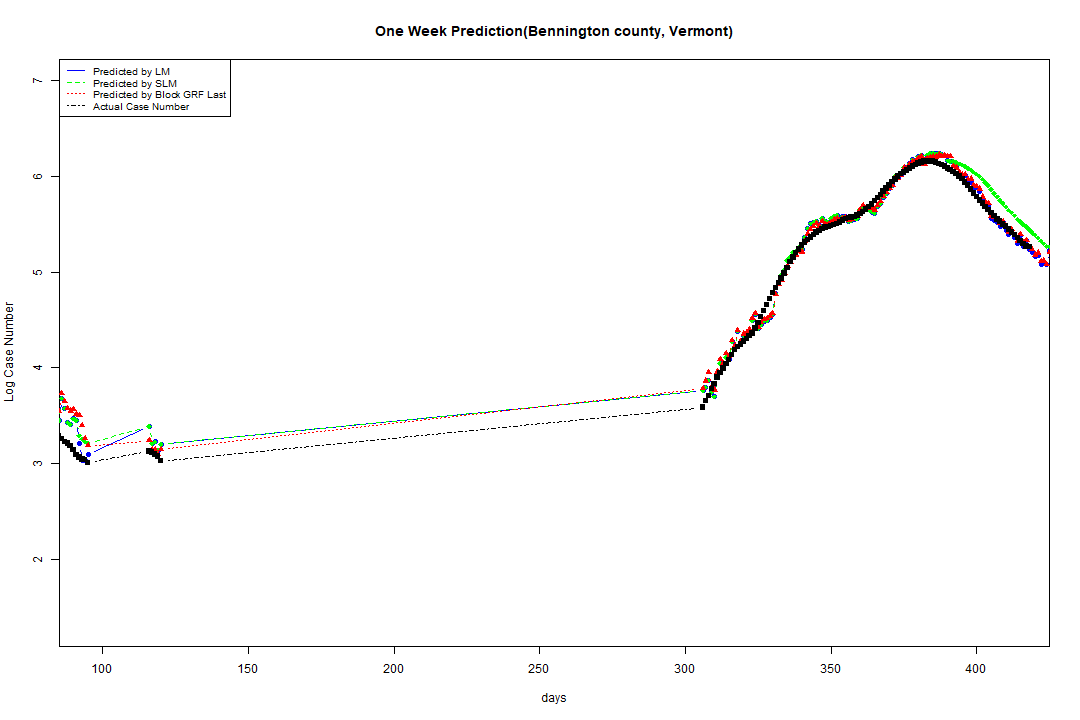 One Week Prediction(Bennington county, Vermont)
Predicted by LM
Predicted by SLM
Predicted by Block GRF Last
Actual Case Number
7
6
5
4
3
2
Log Case Number
100 150 200 250 300 350 400
days